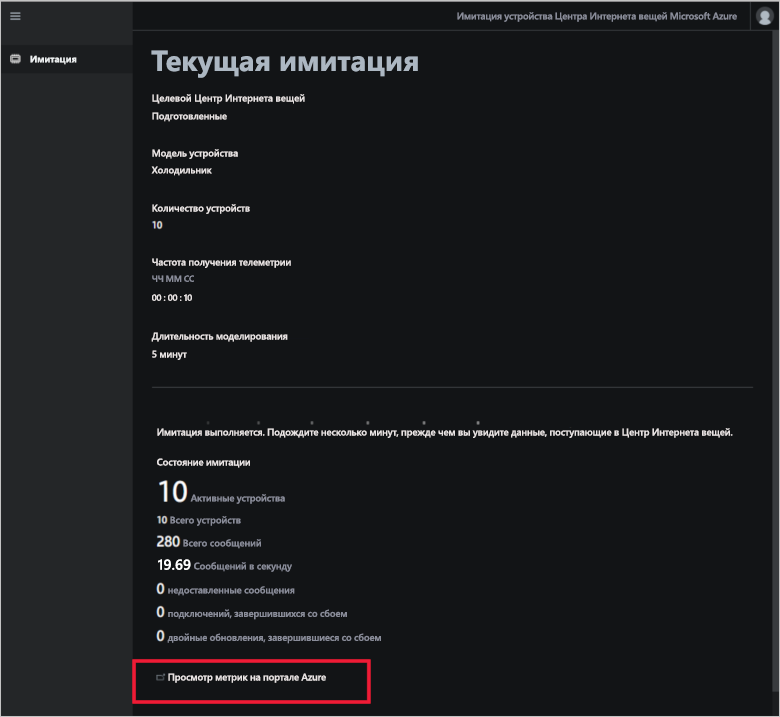 Имитация устройства Центра Интернета вещей Microsoft Azure
Имитация
Текущая имитация
Целевой Центр Интернета вещей
Подготовленные
Модель устройства
Холодильник
Количество устройств
10
Частота получения телеметрии
ЧЧ ММ СС
00 : 00 : 10
Длительность моделирования
5 минут
Имитация выполняется. Подождите несколько минут, прежде чем вы увидите данные, поступающие в Центр Интернета вещей.
Состояние имитации
10 Активные устройства
10 Всего устройств
280 Всего сообщений
19.69 Сообщений в секунду
0 недоставленные сообщения
0 подключений, завершившихся со сбоем
0 двойные обновления, завершившиеся со сбоем
Просмотр метрик на портале Azure